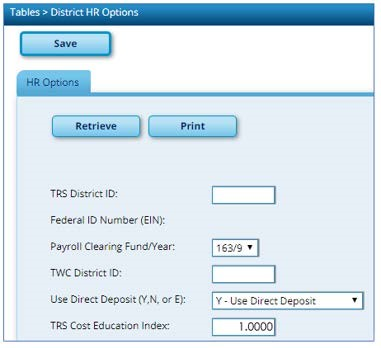 Tables > District HR Options
Save
HR Options
Retrieve Print
TRS District ID:
Federal ID Number (EIN):
Payroll Clearing Fund/Year: 163/9
TWC District ID:
Use Direct Deposit (Y,N, or E): Y - Use Direct Deposit
TRS Cost Education Index: 1.0000